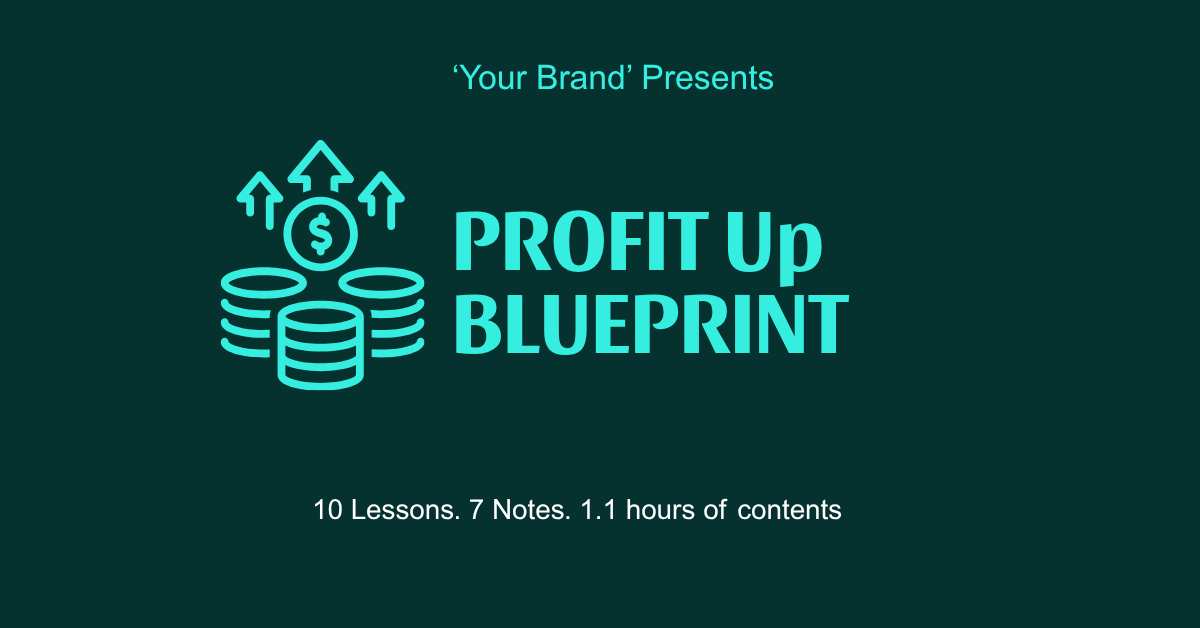 ‘Your Brand’ Presents
$
PROFIT Up
BLUEPRINT
10 Lessons. 7 Notes. 1.1 hours of contents